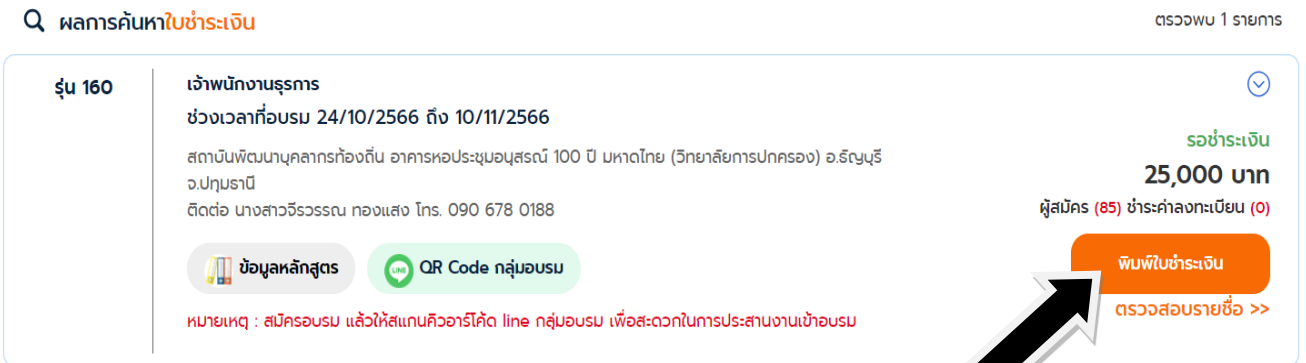 ผลการค้นหาใบชำระเงิน
ตรวจพบ 1 รายการ
รุ่น 160
เจ้าพนักงานธุรการ
ช่วงเวลาที่อบรม 24/10/2566 ถึง 10/11/2566
สถาบันพัฒนาบุคลากรท้องถิ่น อาคารหอประชุมอนุสรณ์ 100 ปี มหาดไทย (วิทยาลัยการปกครอง) อ.ธัญบุรี
จ.ปทุมธานี
ติดต่อ นางสาวจีรวรรณ ทองแสง โทร. 090 678 0188
รอชำระเงิน
25,000 บาท
ผู้สมัคร (85) ชำระค่าลงทะเบียน (0)
ข้อมูลหลักสูตร
LINE
QR Code กลุ่มอบรม
พิมพ์ใบชำระเงิน
ตรวจสอบรายชื่อ >>
หมายเหตุ : สมัครอบรม แล้วให้สแกนคิวอาร์โค้ด line กลุ่มอบรม เพื่อสะดวกในการประสานงานเข้าอบรม